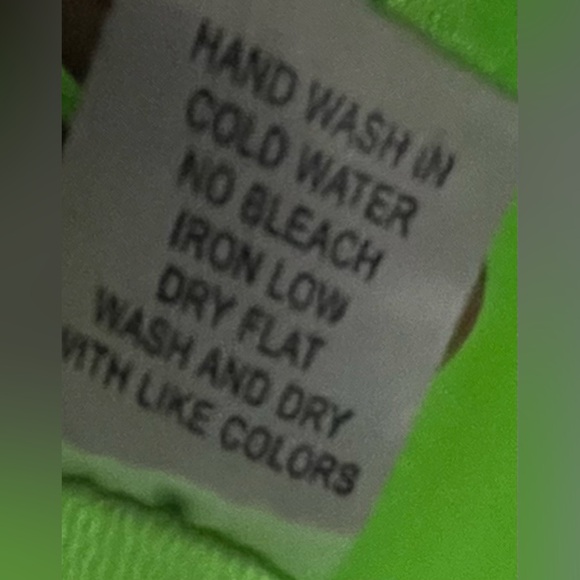 HAND WASH IN
COLD WATER
NO BLEACH
IRON LOW
DRY FLAT
WASH AND DRY
WITH LIKE COLORS